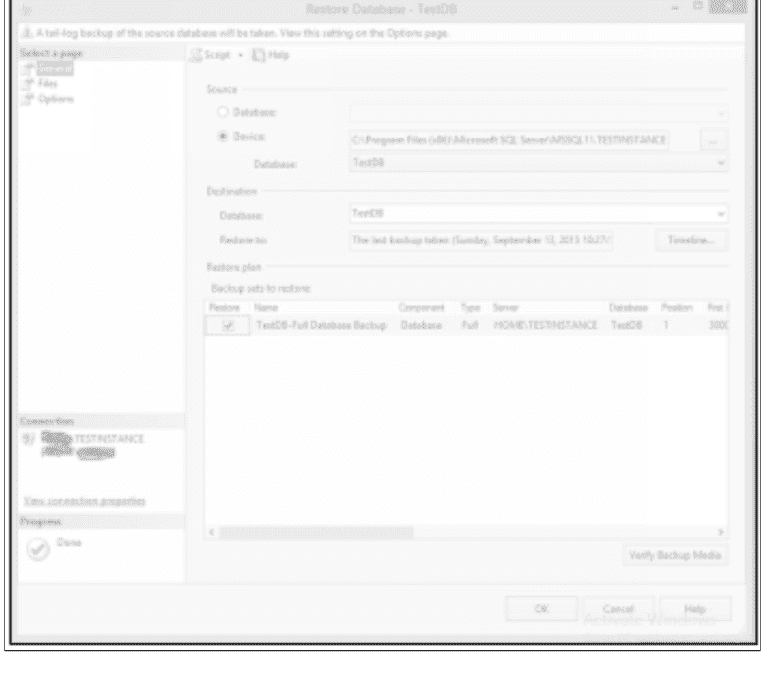 Restore Database - TestDB
A tail-log backup of the source database will be taken. View this setting on the Options page.
Select a page
General
Files
Options
Script Help
Source
Database:
Device: C:\Program Files (x86)\Microsoft SQL Server\MSSQL11.TESTINSTANCE ...
Database: TestDB
Destination
Database: TestDB
Restore to: The last backup taken (Sunday, September 13, 2015 10:27: Timeline...
Restore plan
Backup sets to restore:
Restore Name Component Type Server Database Position First
TestDB-Full Database Backup Database Full HOME\TESTINSTANCE TestDB 1
Connection
TESTINSTANCE
View connection properties
Progress
Done
Verify Backup Media
OK Cancel Help
Activate Windows